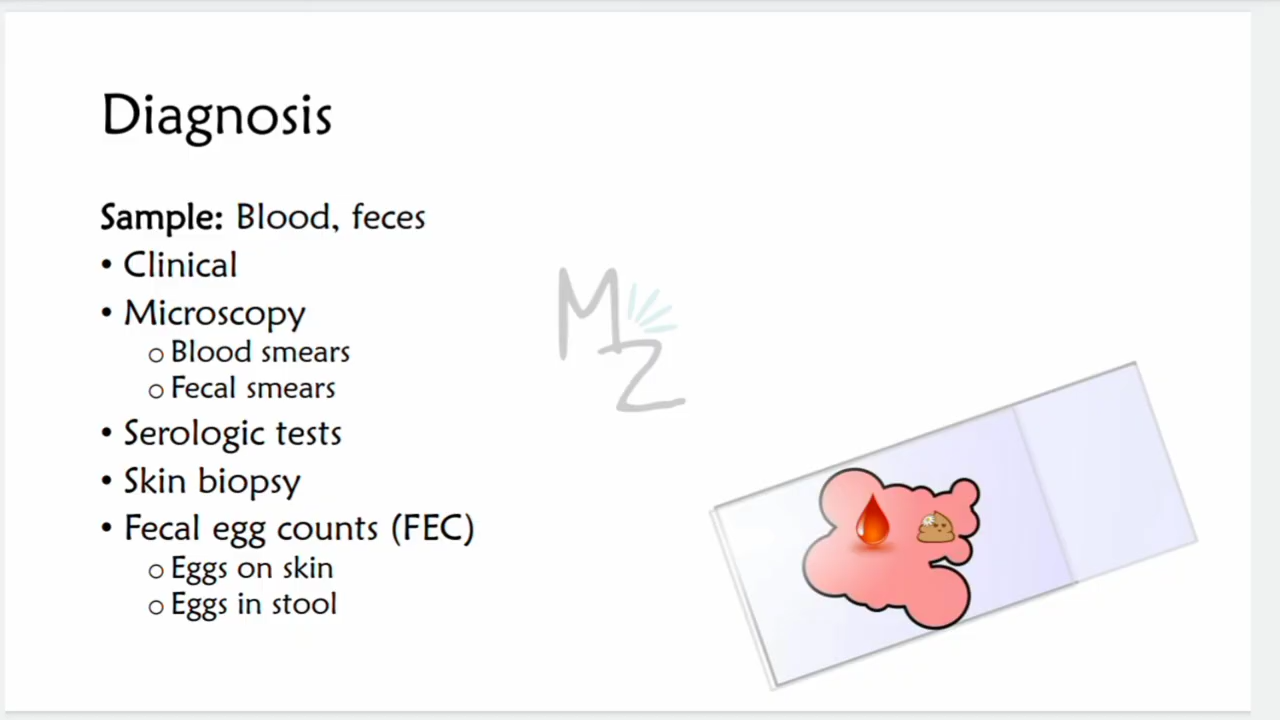 Diagnosis
Sample: Blood, feces
• Clinical
• Microscopy
o Blood smears
o Fecal smears
• Serologic tests
• Skin biopsy
• Fecal egg counts (FEC)
o Eggs on skin
o Eggs in stool
M
Z